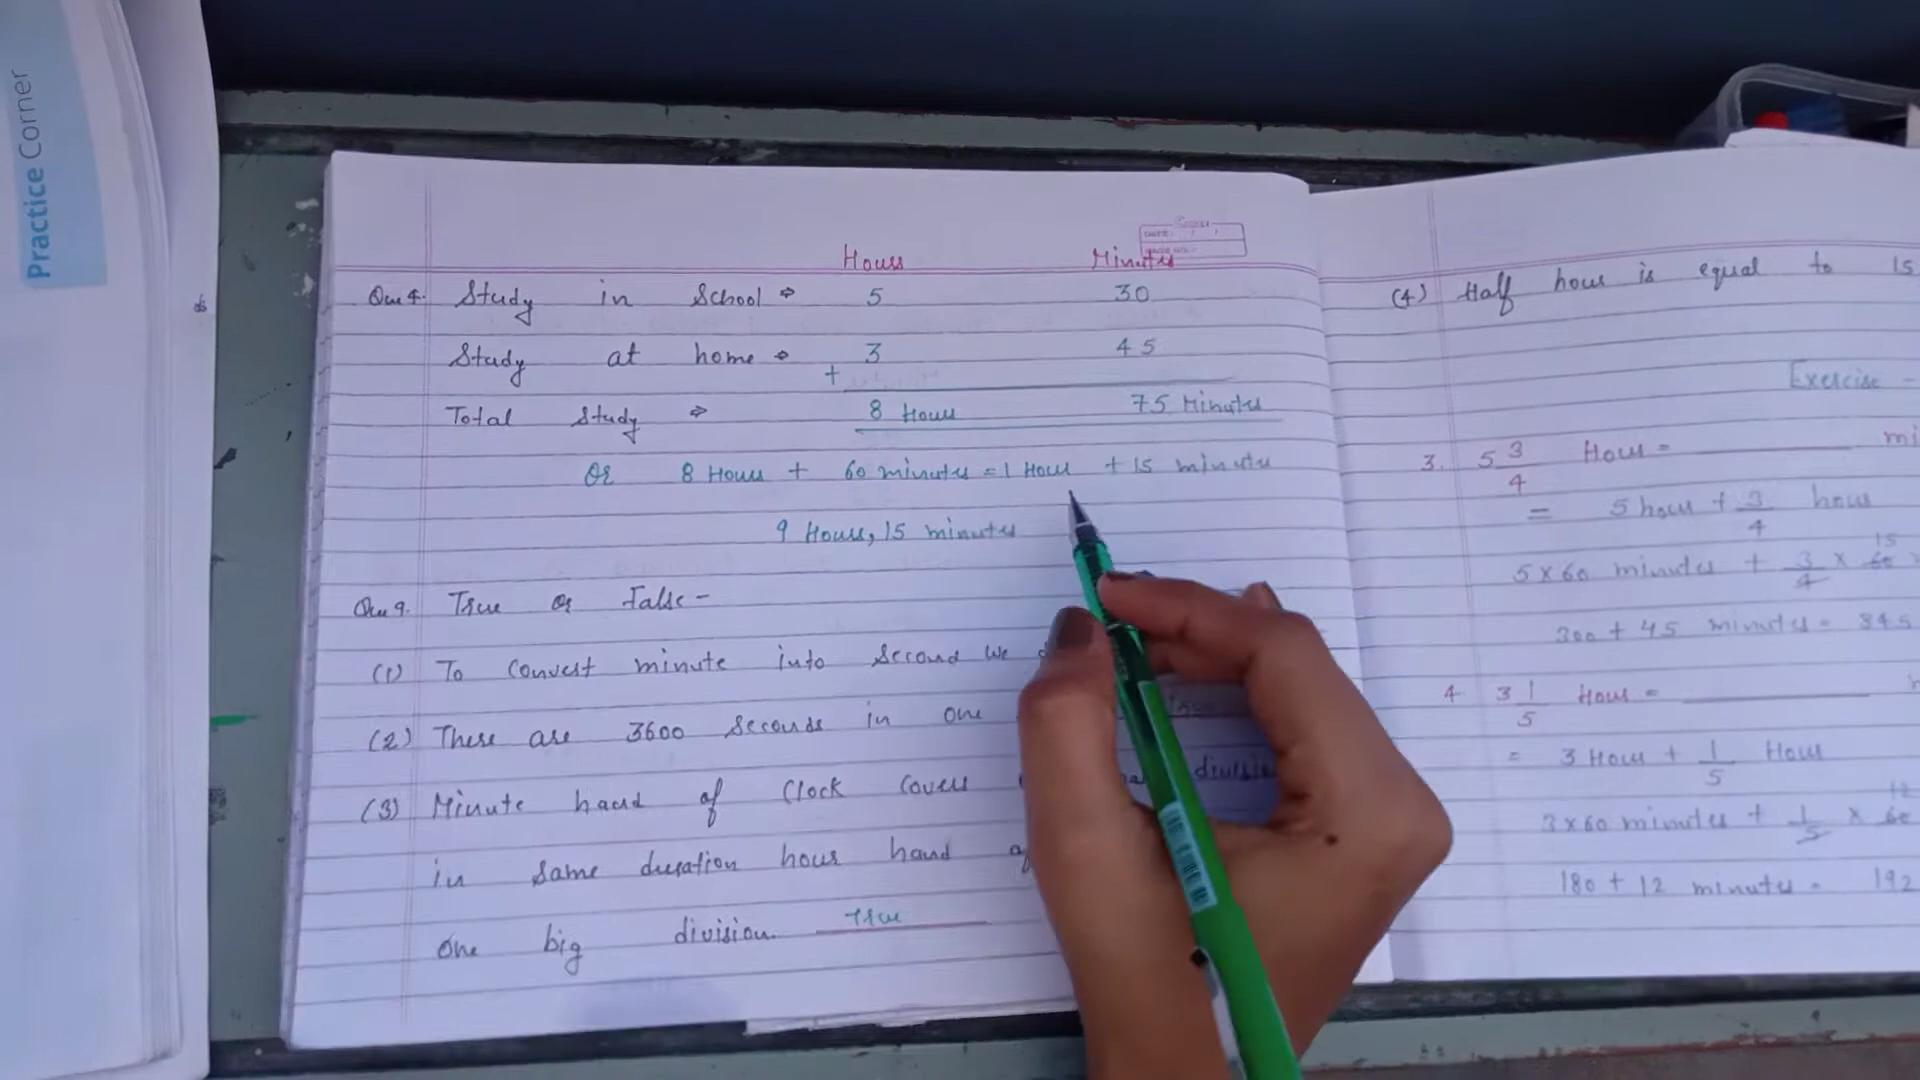 Practice Corner
Hours Minutes
Que 4. Study in School ⇒ 5 30
Study at home ⇒ 3 45
+
Total Study ⇒ 8 Hours 75 Minutes
Or 8 Hours + 60 minutes = 1 Hour + 15 minutes
9 Hours, 15 minutes
Que 9. True or False -
(1) To Convert minute into Second We
(2) There are 3600 Seconds in one
(3) Minute hand of Clock Covers
in Same duration hour hand of
One big division. True
(4) Half hour is equal to 15
Exercise -
3. 5 3/4 Hour =
= 5 hour + 3/4 hour
5 x 60 minutes + 3/4 x 60 15
300 + 45 minutes = 345
4. 3 1/5 Hour =
= 3 Hour + 1/5 Hour
3 x 60 minutes + 1/5 x 60 12
180 + 12 minutes = 192